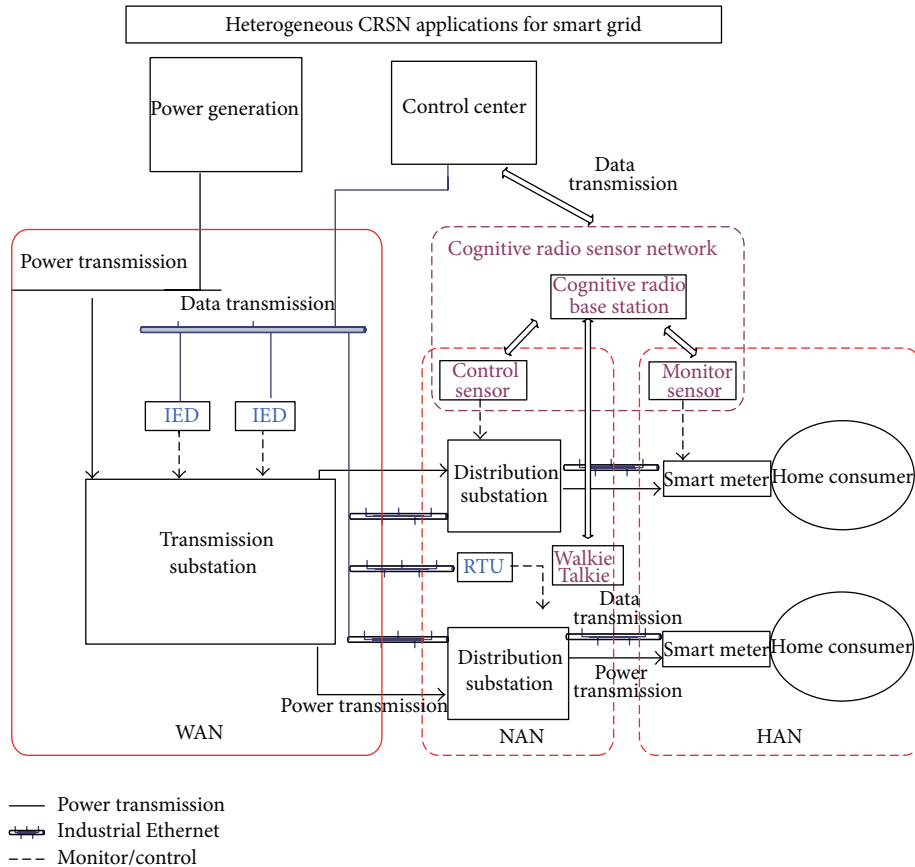 Heterogeneous CRSN applications for smart grid
Power generation
Control center
Data
transmission
Cognitive radio sensor network
Power transmission
Cognitive radio
base station
Data transmission
Control
sensor
Monitor
sensor
IED
IED
Distribution
substation
Smart meter
Home consumer
Transmission
substation
RTU
Walkie
Talkie
Data
transmission
Distribution
substation
Smart meter
Home consumer
Power
transmission
Power transmission
WAN
NAN
HAN
Power transmission
Industrial Ethernet
Monitor/control